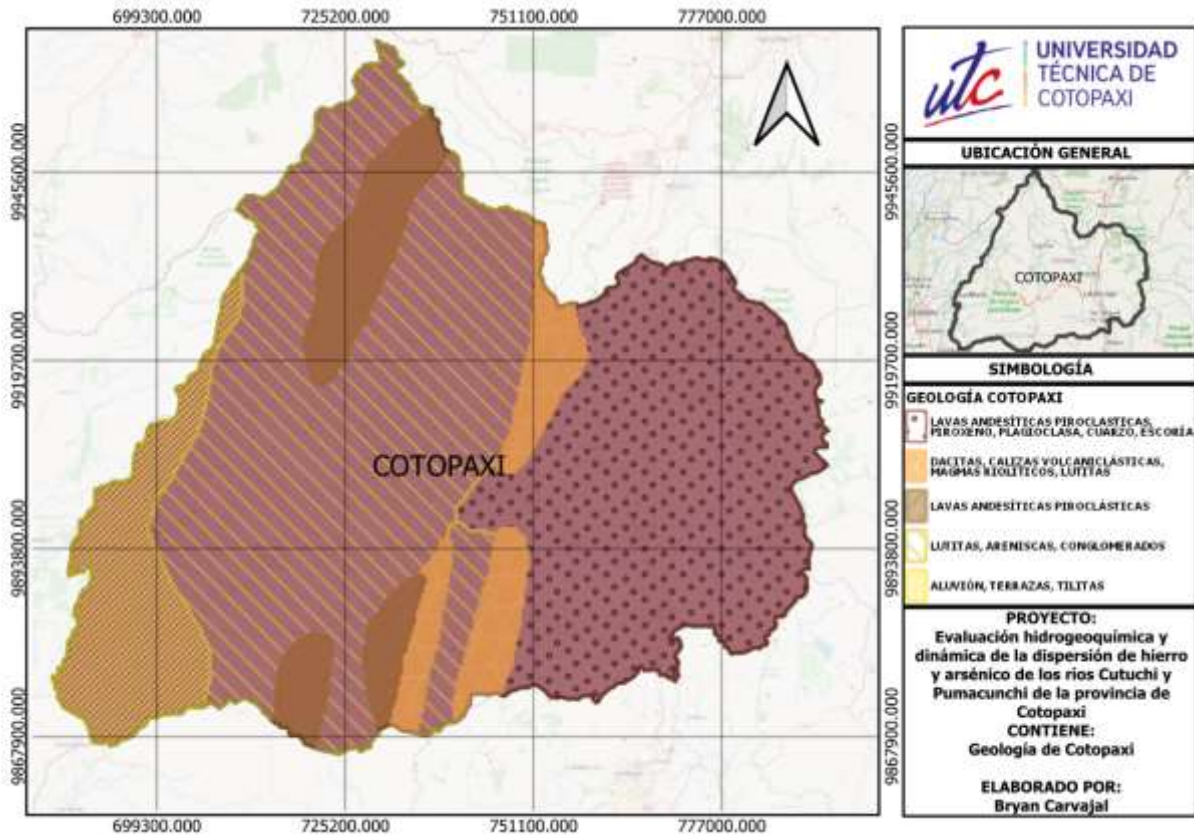 699300.000 725200.000 751100.000 777000.000
9945600.000 9945600.000
9919700.000 9919700.000
9893800.000 9893800.000
9867900.000 9867900.000
COTOPAXI
699300.000 725200.000 751100.000 777000.000
utc
UNIVERSIDAD
TÉCNICA DE
COTOPAXI
UBICACIÓN GENERAL
COTOPAXI
SIMBOLOGÍA
GEOLOGÍA COTOPAXI
LAVAS ANDESÍTICAS PIROCLASTICAS,
PIROXENO, PLAGIOCLASA, CUARZO, ESCORIA
DACITAS, CALIZAS VOLCANICLÁSTICAS,
MAGMAS RIOLÍTICOS, LUTITAS
LAVAS ANDESÍTICAS PIROCLÁSTICAS
LUTITAS, ARENISCAS, CONGLOMERADOS
ALUVIÓN, TERRAZAS, TILITAS
PROYECTO:
Evaluación hidrogeoquímica y
dinámica de la dispersión de hierro
y arsénico de los ríos Cutuchi y
Pumacunchi de la provincia de
Cotopaxi
CONTIENE:
Geología de Cotopaxi
ELABORADO POR:
Bryan Carvajal